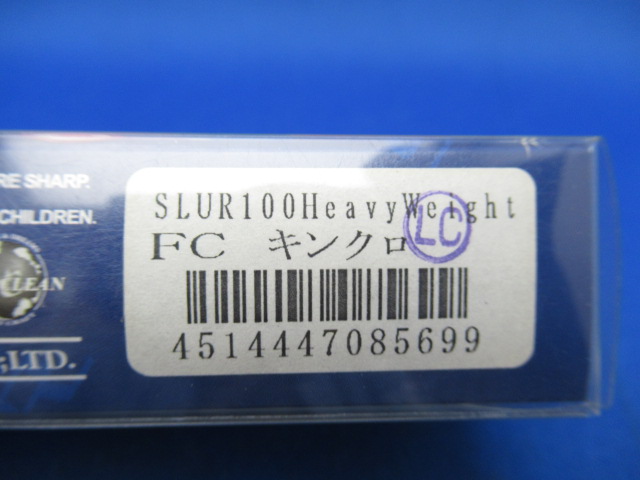 RE SHARP.
CHILDREN.
CLEAN
;LTD.
SLUR100HeavyWeight
LC
FC キンクロ
4514447085699